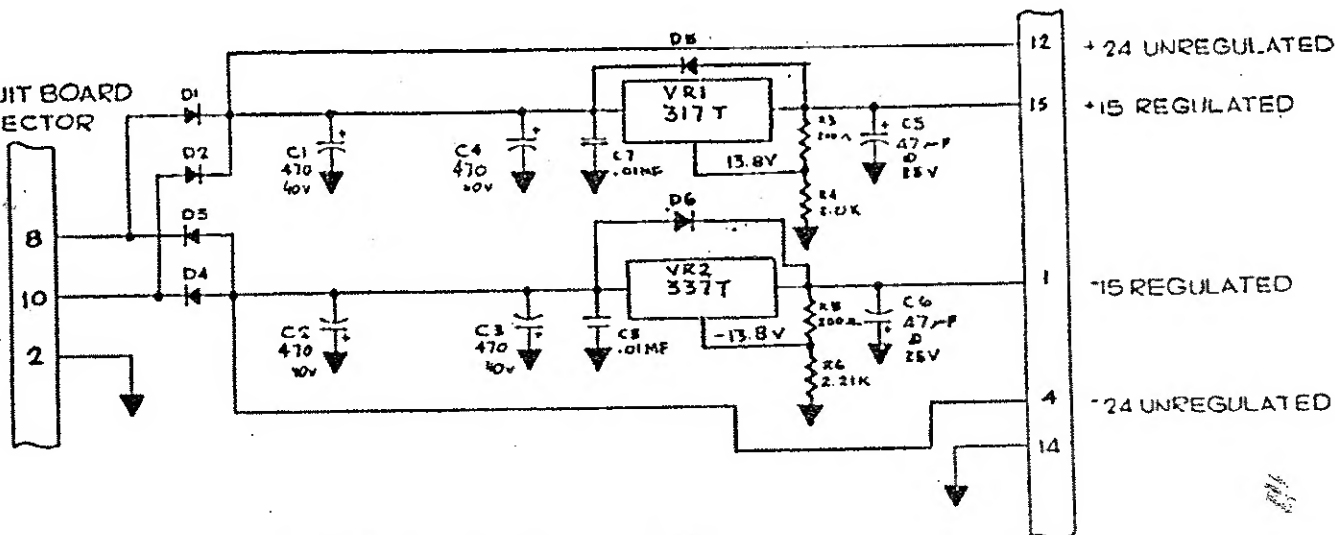 D5
12
+24 UNREGULATED
UIT BOARD
ECTOR
D1
VR1
317T
15
+15 REGULATED
D2
C1
470
40V
C4
470
C7
.01MF
13.8V
R3
200Ω
C5
47
25V
R4
D3
D6
8
D4
VR2
337T
1
-15 REGULATED
10
C2
470
C3
470
40V
C8
.01MF
-13.8V
C6
47
25V
R6
2.21K
2
4
-24 UNREGULATED
14